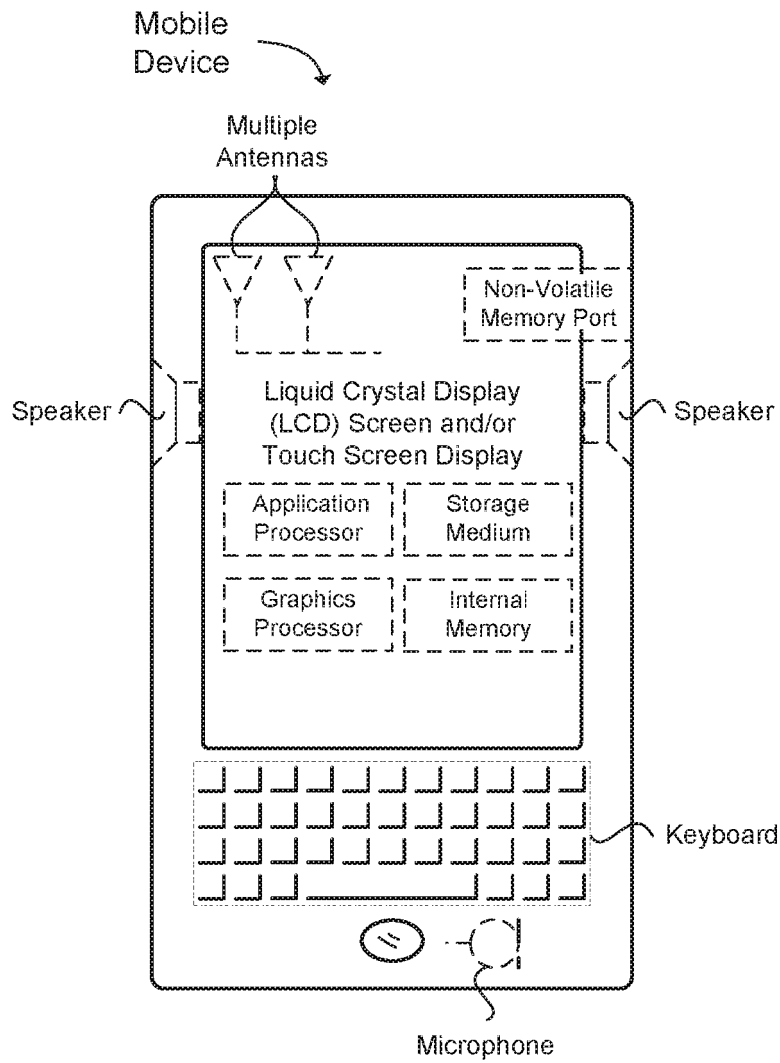 Mobile
Device
Multiple
Antennas
Non-Volatile
Memory Port
Speaker
Liquid Crystal Display
(LCD) Screen and/or
Touch Screen Display
Speaker
Application
Processor
Storage
Medium
Graphics
Processor
Internal
Memory
Keyboard
Microphone